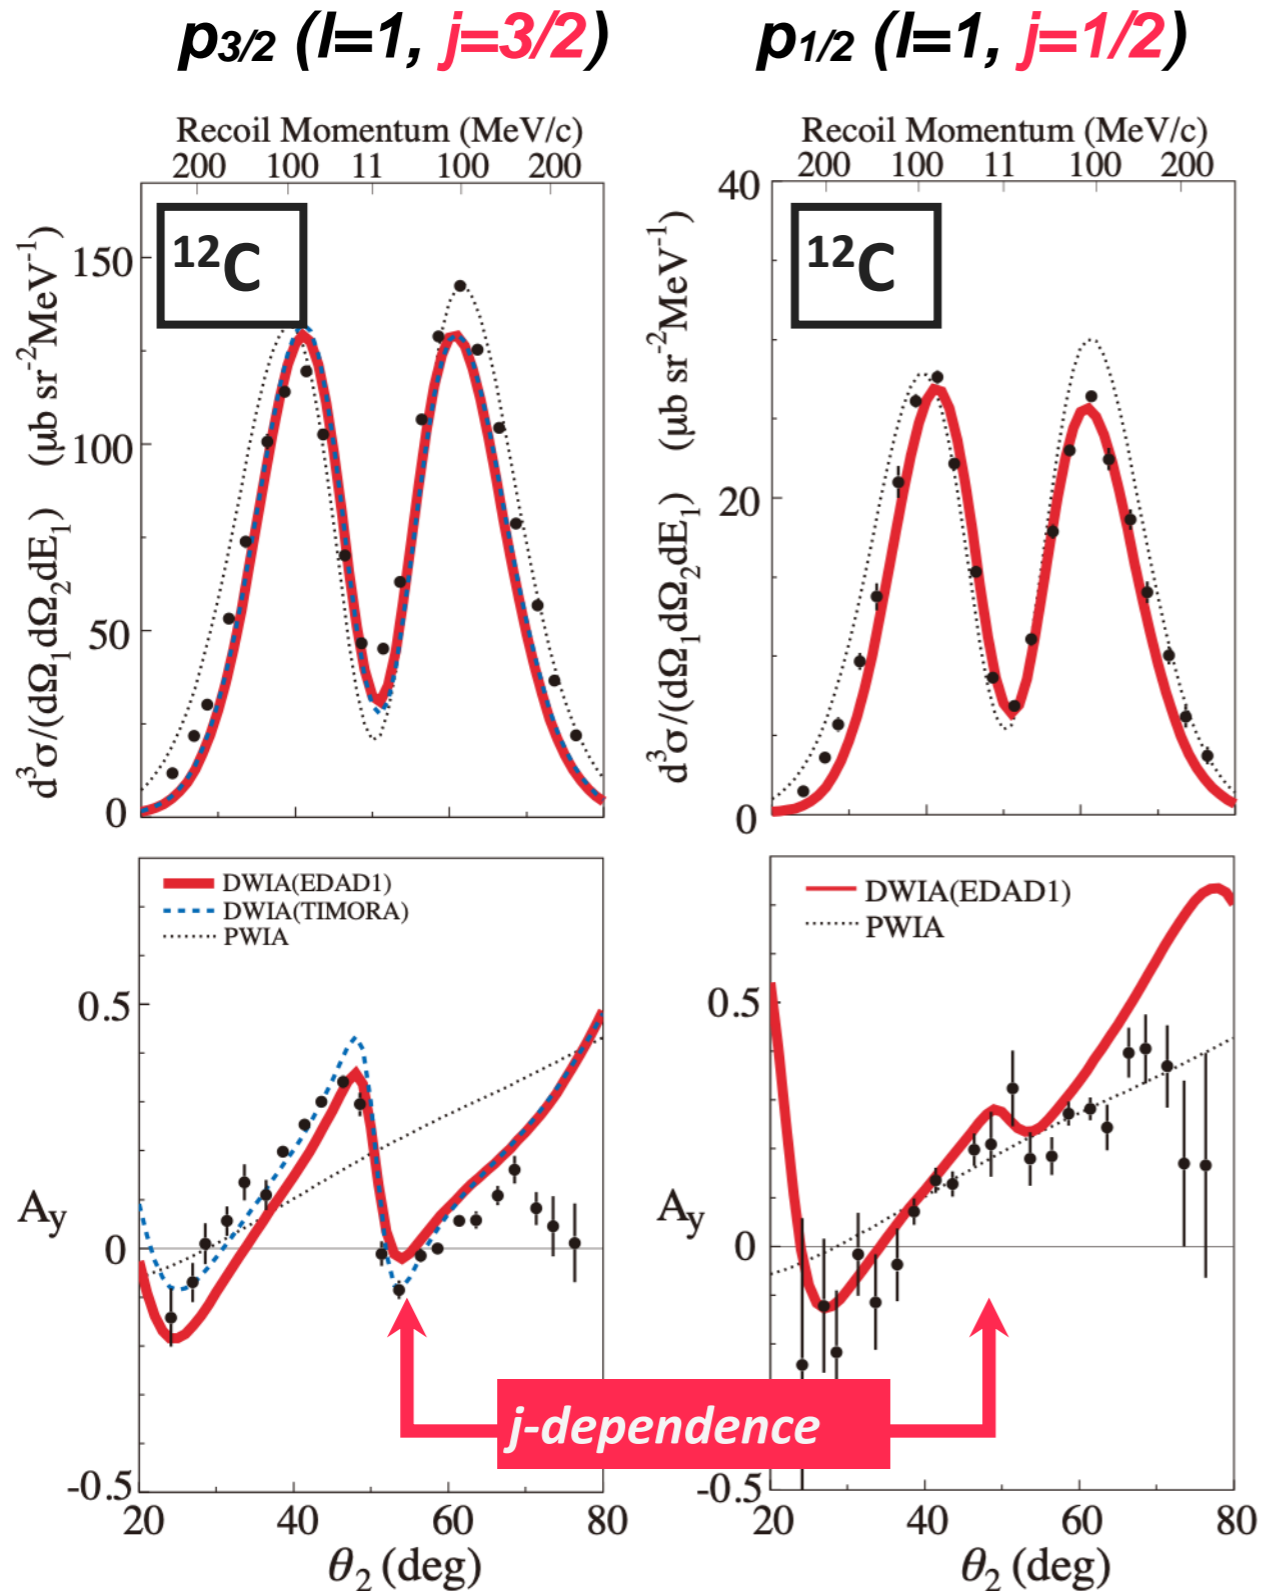 p3/2 (l=1, j=3/2)
p1/2 (l=1, j=1/2)
Recoil Momentum (MeV/c)
200 100 11 100 200
150
100
50
0
d³σ/(dΩ₁dΩ₂dE₁) (μb sr⁻²MeV⁻¹)
¹²C
Recoil Momentum (MeV/c)
200 100 11 100 200
40
20
0
d³σ/(dΩ₁dΩ₂dE₁) (μb sr⁻²MeV⁻¹)
¹²C
DWIA(EDAD1)
DWIA(TIMORA)
PWIA
0.5
0
-0.5
Ay
20 40 60 80
θ₂ (deg)
DWIA(EDAD1)
PWIA
0.5
0
-0.5
Ay
20 40 60 80
θ₂ (deg)
j-dependence